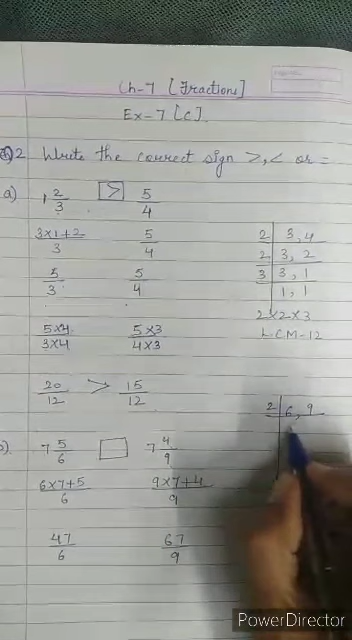 Ch-7 [Fractions]
Ex-7 [C]
Q2 Write the correct sign >, < or =
a) 1 2/3 [>] 5/4
3×1+2/3 5/4
5/3 5/4
5×4/3×4 5×3/4×3
20/12 > 15/12
2 | 3, 4
2 | 3, 2
3 | 3, 1
1, 1
2×2×3
L.C.M-12
b) 7 5/6 □ 7 4/9
6×7+5/6 9×7+4/9
47/6 67/9
2 | 6, 9
PowerDirector